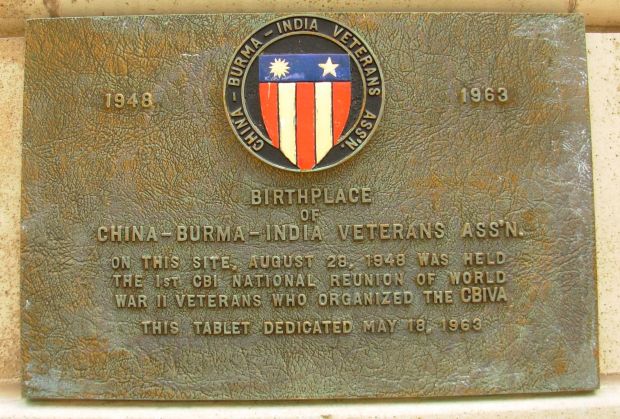 CHINA-BURMA-INDIA VETERANS ASS'N.
1948 1963
BIRTHPLACE
OF
CHINA-BURMA-INDIA VETERANS ASS'N.
ON THIS SITE, AUGUST 28, 1948 WAS HELD
THE 1ST CBI NATIONAL REUNION OF WORLD
WAR II VETERANS WHO ORGANIZED THE CBIVA
THIS TABLET DEDICATED MAY 18, 1963